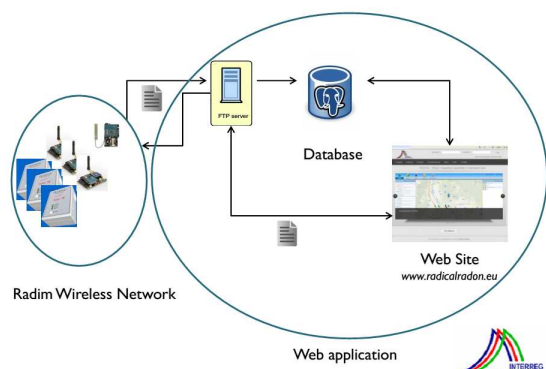 FTP server
Database
Web Site
www.radicalradon.eu
Radim Wireless Network
Web application
INTERREG